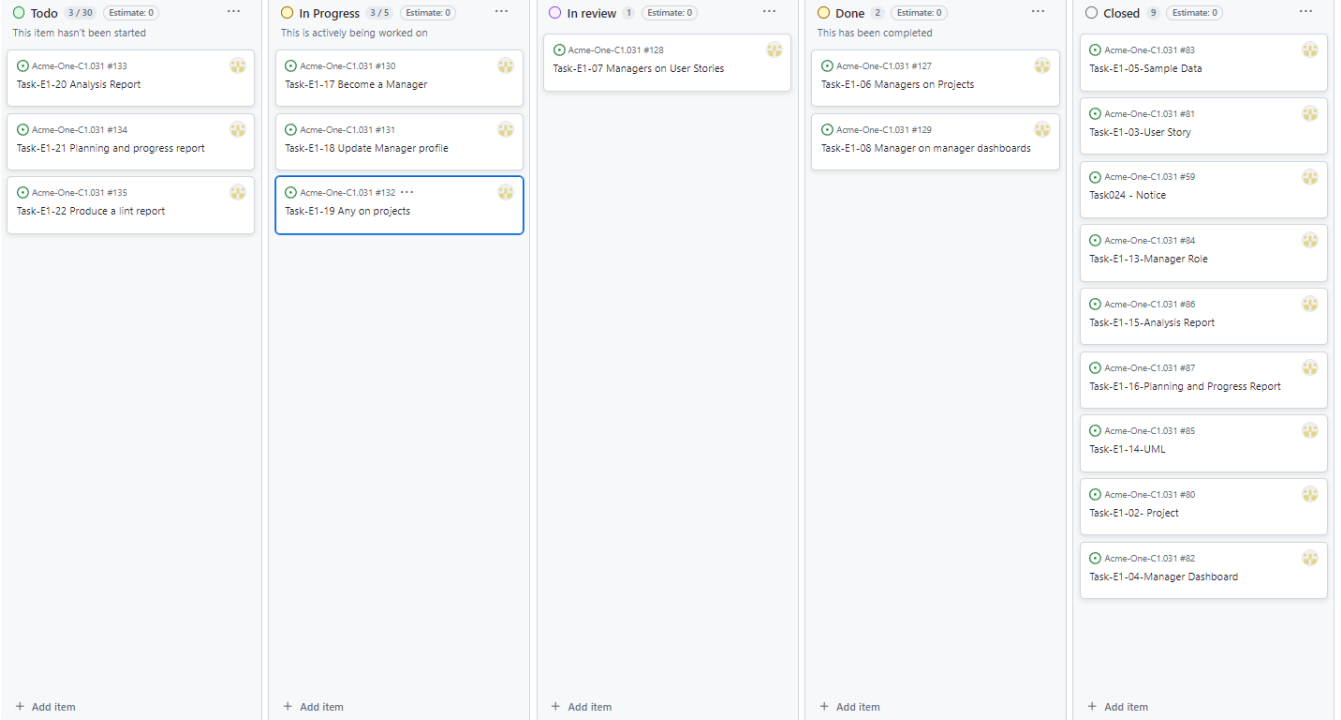 Todo 3 / 30 Estimate: 0 ...
This item hasn't been started
Acme-One-C1.031 #133
Task-E1-20 Analysis Report
Acme-One-C1.031 #134
Task-E1-21 Planning and progress report
Acme-One-C1.031 #135
Task-E1-22 Produce a lint report
+ Add item
In Progress 3 / 5 Estimate: 0 ...
This is actively being worked on
Acme-One-C1.031 #130
Task-E1-17 Become a Manager
Acme-One-C1.031 #131
Task-E1-18 Update Manager profile
Acme-One-C1.031 #132 ...
Task-E1-19 Any on projects
+ Add item
In review 1 Estimate: 0 ...
Acme-One-C1.031 #128
Task-E1-07 Managers on User Stories
+ Add item
Done 2 Estimate: 0 ...
This has been completed
Acme-One-C1.031 #127
Task-E1-06 Managers on Projects
Acme-One-C1.031 #129
Task-E1-08 Manager on manager dashboards
+ Add item
Closed 9 Estimate: 0 ...
Acme-One-C1.031 #83
Task-E1-05-Sample Data
Acme-One-C1.031 #81
Task-E1-03-User Story
Acme-One-C1.031 #59
Task024 - Notice
Acme-One-C1.031 #84
Task-E1-13-Manager Role
Acme-One-C1.031 #86
Task-E1-15-Analysis Report
Acme-One-C1.031 #87
Task-E1-16-Planning and Progress Report
Acme-One-C1.031 #85
Task-E1-14-UML
Acme-One-C1.031 #80
Task-E1-02- Project
Acme-One-C1.031 #82
Task-E1-04-Manager Dashboard
+ Add item